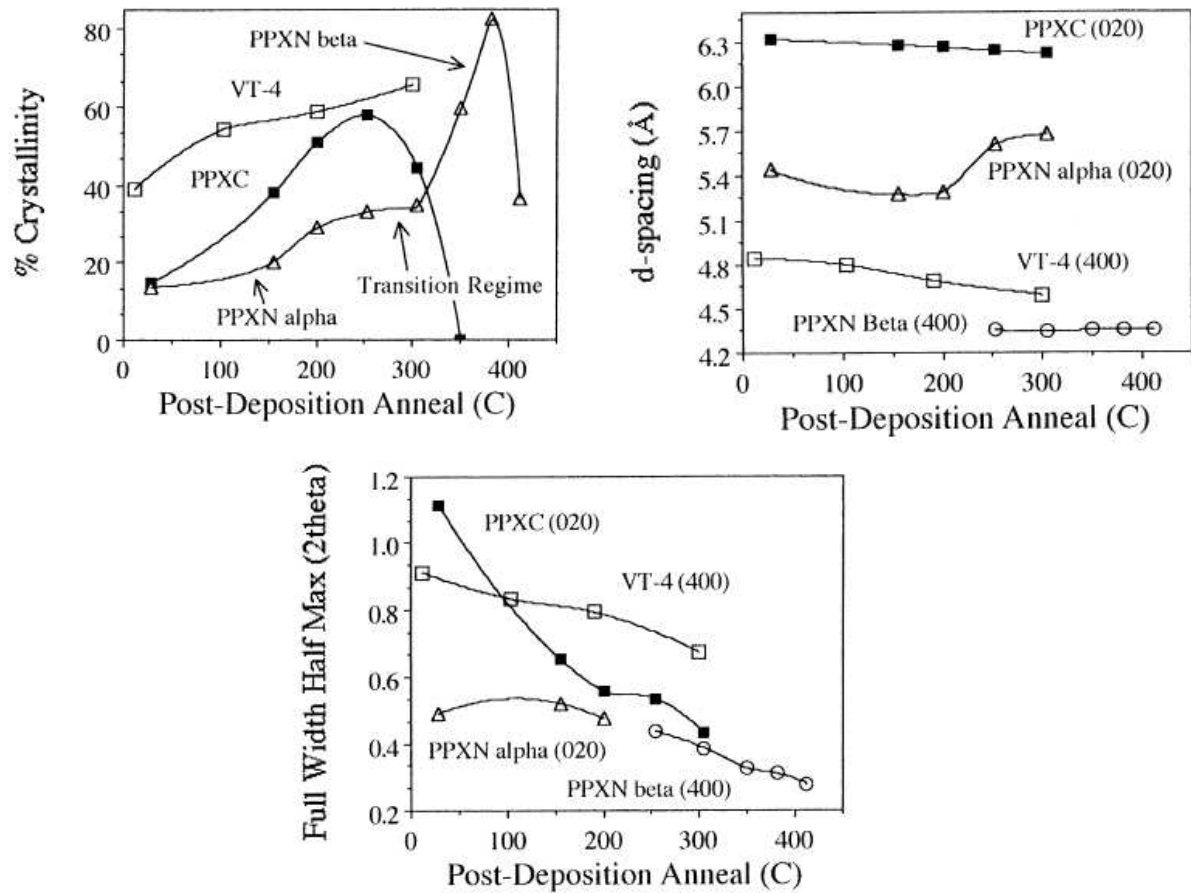 % Crystallinity
80
60
40
20
0
PPXN beta
VT-4
PPXC
Transition Regime
PPXN alpha
0 100 200 300 400
Post-Deposition Anneal (C)
d-spacing (Å)
6.3
6.0
5.7
5.4
5.1
4.8
4.5
4.2
PPXC (020)
PPXN alpha (020)
VT-4 (400)
PPXN Beta (400)
0 100 200 300 400
Post-Deposition Anneal (C)
Full Width Half Max (2theta)
1.2
1.0
0.8
0.6
0.4
0.2
PPXC (020)
VT-4 (400)
PPXN alpha (020)
PPXN beta (400)
0 100 200 300 400
Post-Deposition Anneal (C)